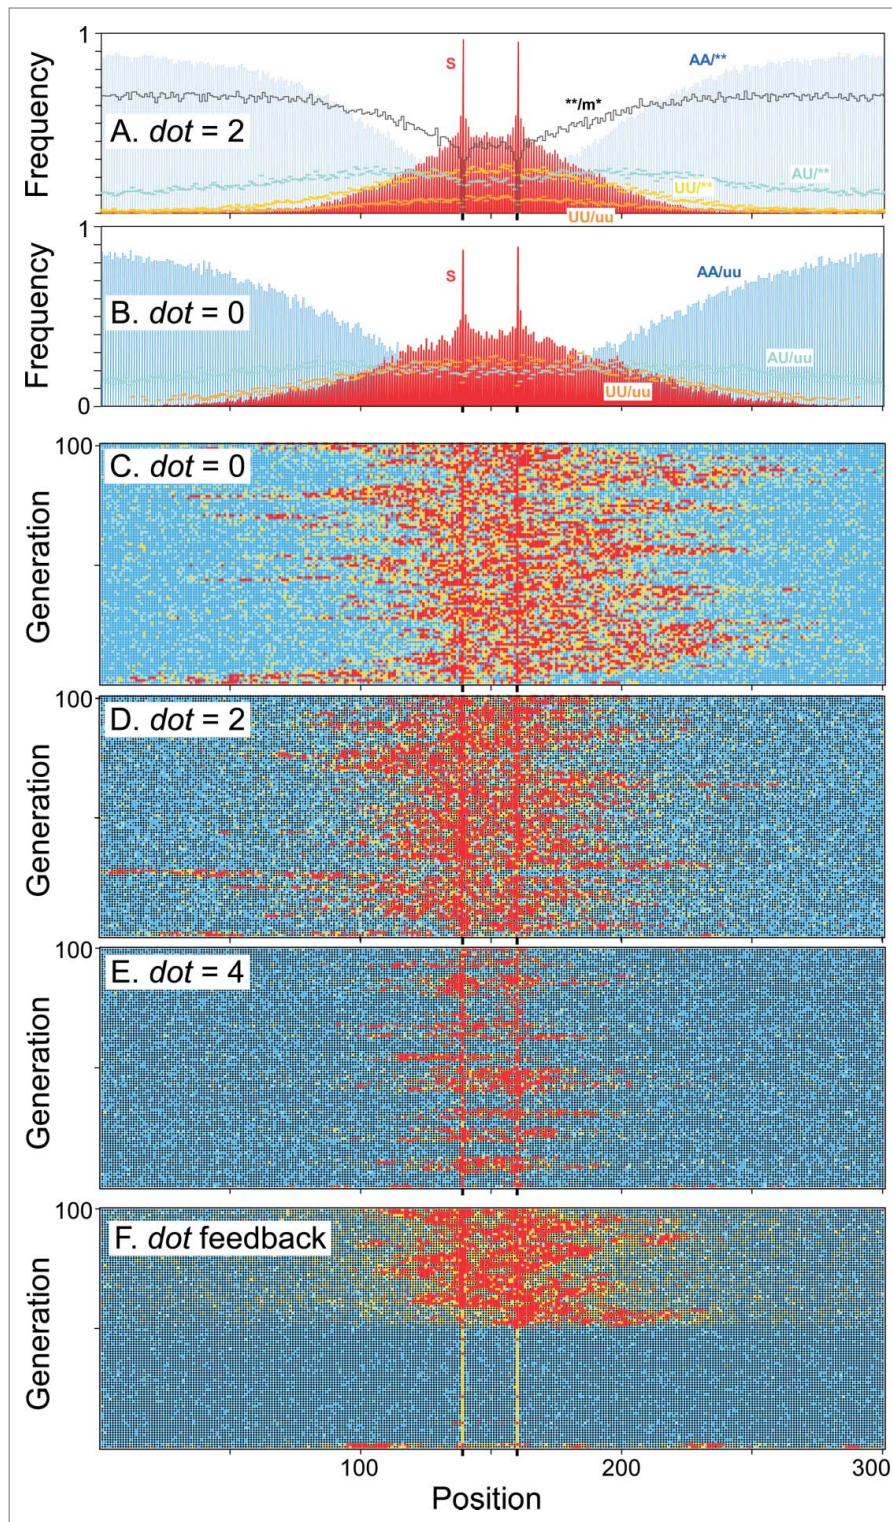 1
Frequency
S
AA/**
**/m*
A. dot = 2
AU/**
UU/**
UU/uu
1
Frequency
S
AA/uu
B. dot = 0
AU/uu
UU/uu
0
100
C. dot = 0
Generation
100
D. dot = 2
Generation
100
E. dot = 4
Generation
100
F. dot feedback
Generation
100
200
300
Position